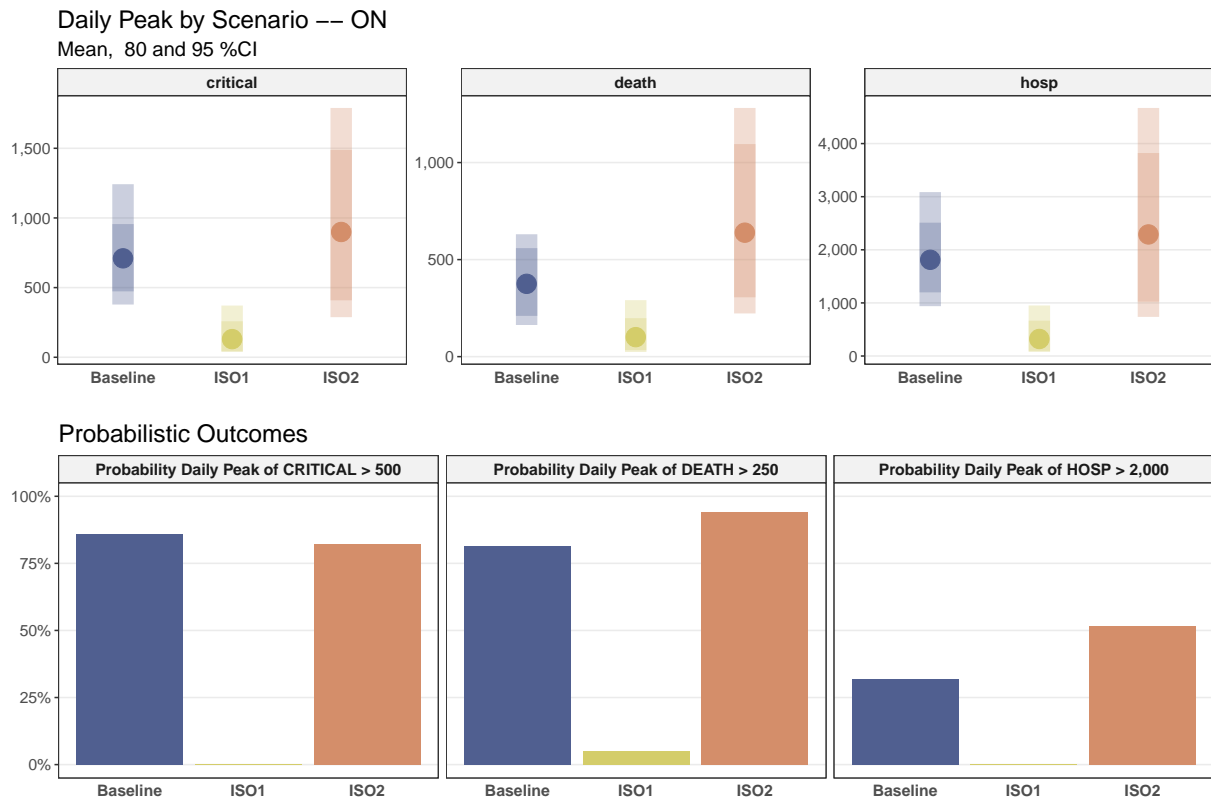 Daily Peak by Scenario −− ON
Mean,  80 and 95 %CI
critical
death
hosp
1,500
1,000
500
0
1,000
500
0
4,000
3,000
2,000
1,000
0
Baseline ISO1 ISO2
Baseline ISO1 ISO2
Baseline ISO1 ISO2
Probabilistic Outcomes
Probability Daily Peak of CRITICAL > 500
Probability Daily Peak of DEATH > 250
Probability Daily Peak of HOSP > 2,000
100%
75%
50%
25%
0%
Baseline ISO1 ISO2
Baseline ISO1 ISO2
Baseline ISO1 ISO2